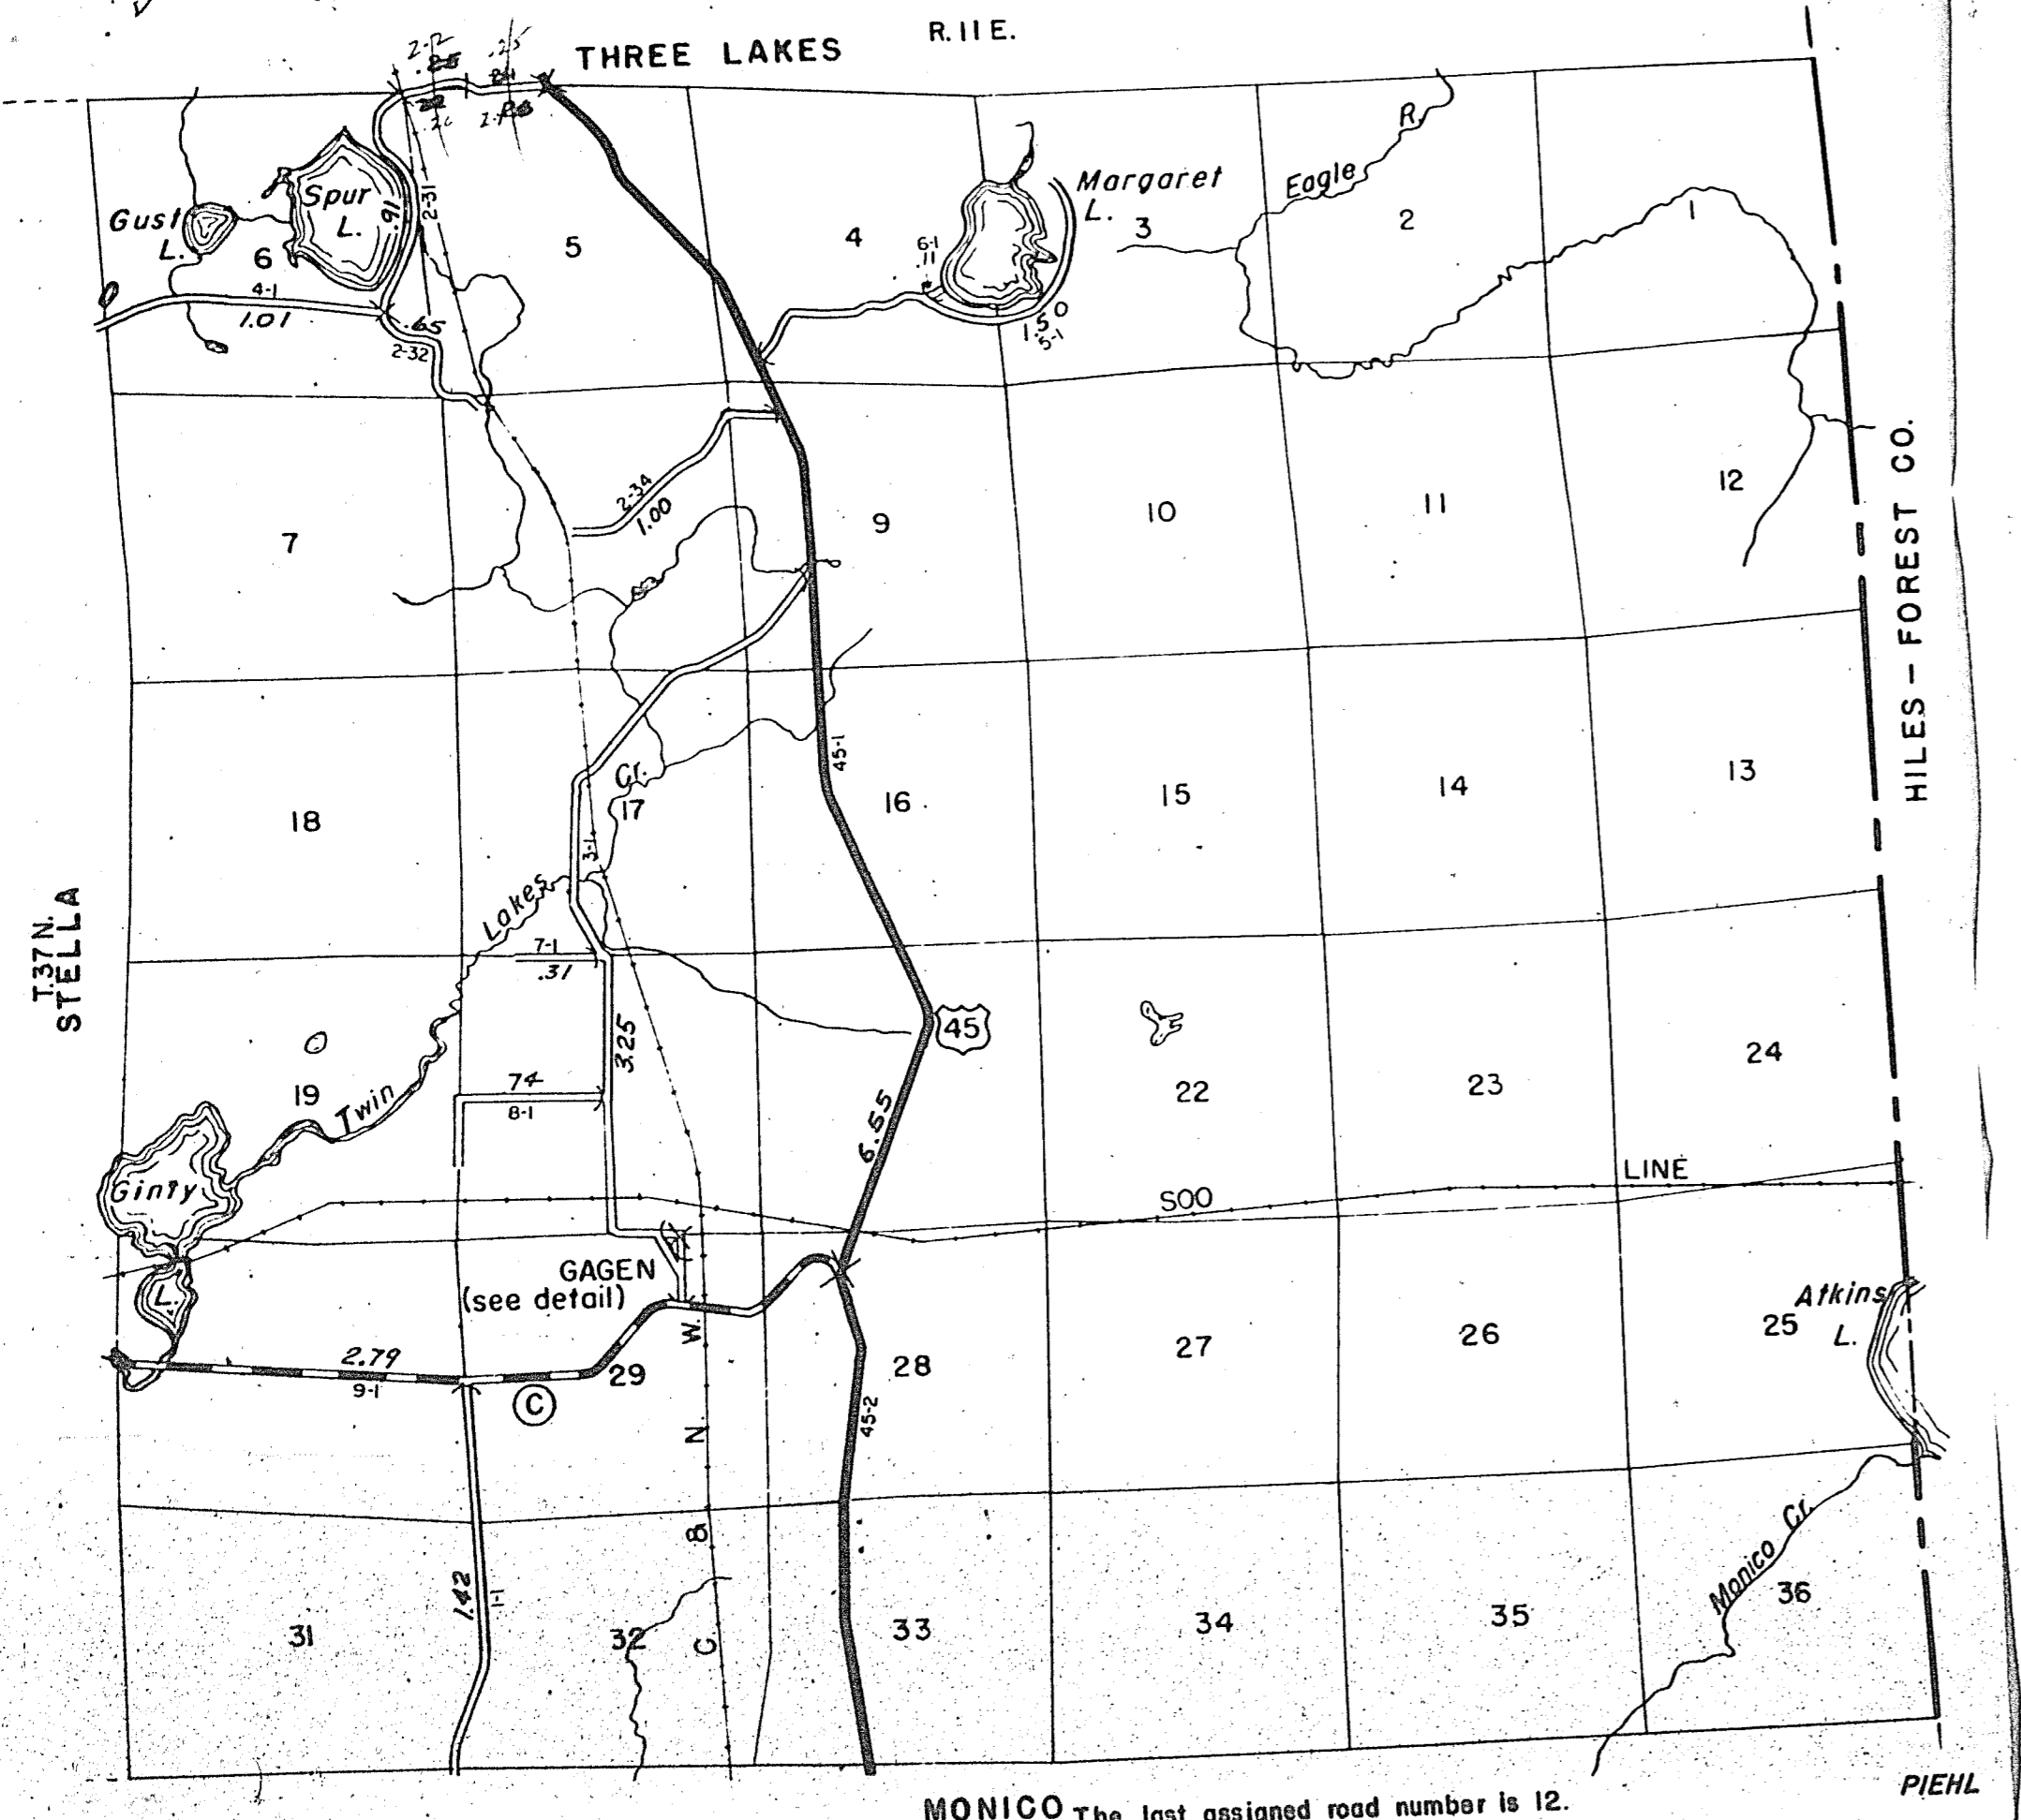 R. 11 E.
THREE LAKES
Spur
L.
.91
2-31
Gust
L.
6
5
4
3
2
1
Margaret
L.
Eagle
R.
4-1
1.01
.65
2-32
6-1
.11
1.50
5-1
2-34
1.00
7
9
10
11
12
HILES – FOREST CO.
45-1
Cr.
17
18
16
15
14
13
3-1
Lakes
T.37N.
STELLA
7-1
.31
3.25
45
19
Twin
74
8-1
22
23
24
6.55
Ginty
L.
SOO
LINE
GAGEN
(see detail)
2.79
9-1
C
29
28
27
26
25
Atkins
L.
45-2
C. & N. W.
1.42
1-1
31
32
33
34
35
36
Monico Cr.
PIEHL
MONICO The last assigned road number is 12.